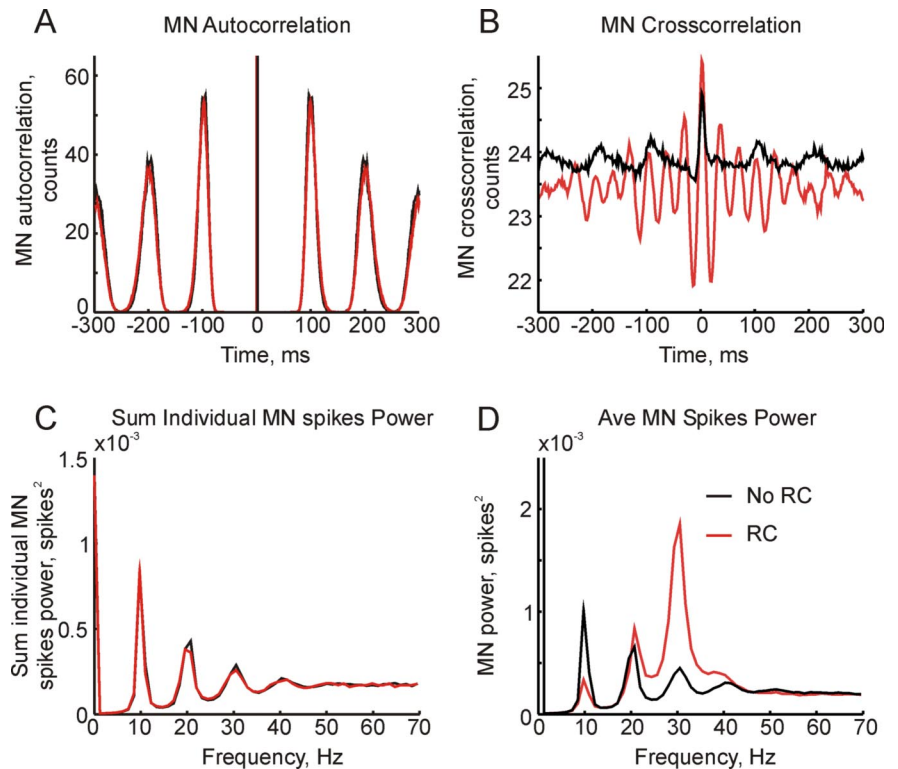 A
MN Autocorrelation
MN autocorrelation,
counts
60
40
20
0
-300
-200
-100
0
100
200
300
Time, ms
B
MN Crosscorrelation
MN crosscorrelation,
counts
25
24
23
22
-300
-200
-100
0
100
200
300
Time, ms
C
Sum Individual MN spikes Power
x10-3
Sum individual MN
spikes power, spikes2
1.5
1
0.5
0
0
10
20
30
40
50
60
70
Frequency, Hz
D
Ave MN Spikes Power
x10-3
MN power, spikes2
2
1
0
No RC
RC
0
10
20
30
40
50
60
70
Frequency, Hz